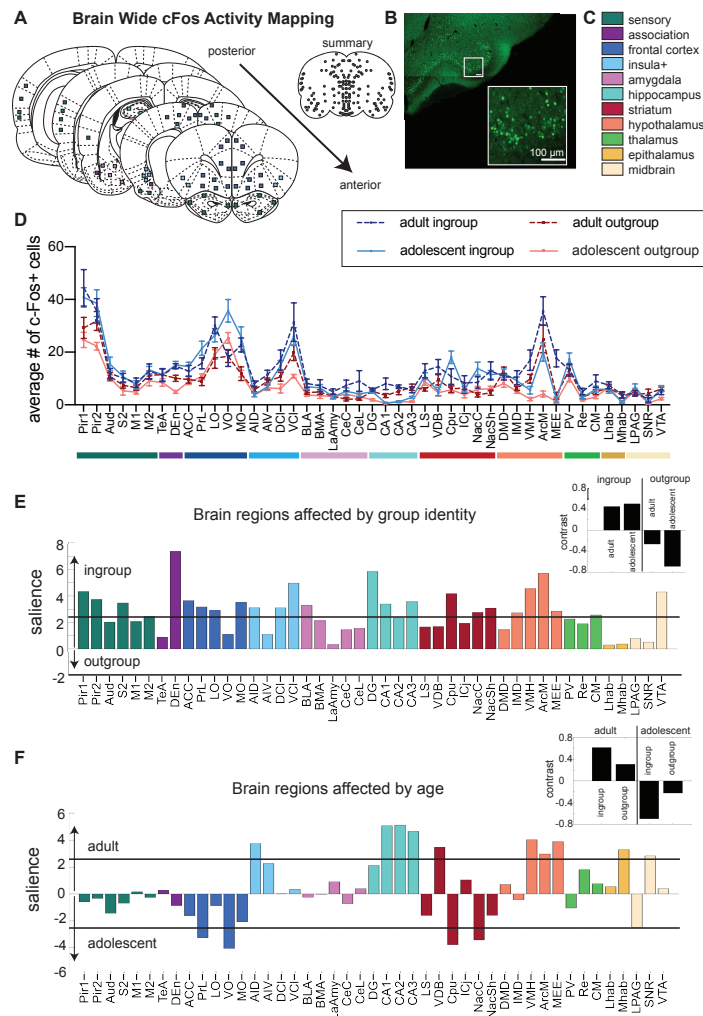 A
Brain Wide cFos Activity Mapping
posterior
summary
anterior
B
100 µm
C
sensory
association
frontal cortex
insula+
amygdala
hippocampus
striatum
hypothalamus
thalamus
epithalamus
midbrain
D
adult ingroup
adult outgroup
adolescent ingroup
adolescent outgroup
average # of c-Fos+ cells
60
40
20
0
Pir1 Pir2 Aud S2 M1 M2 TeA DEn ACC PrL LO VO MO AID AIV DCI VCI BLA BMA LaAmy CeC CeL DG CA1 CA2 CA3 LS VDB Cpu ICj NacC NacSh DMD IMD VMH ArcM MEE PV Re CM Lhab Mhab LPAG SNR VTA
E
Brain regions affected by group identity
ingroup
outgroup
salience
8
6
4
2
0
-2
Pir1 Pir2 Aud S2 M1 M2 TeA DEn ACC PrL LO VO MO AID AIV DCI VCI BLA BMA LaAmy CeC CeL DG CA1 CA2 CA3 LS VDB Cpu ICj NacC NacSh DMD IMD VMH ArcM MEE PV Re CM Lhab Mhab LPAG SNR VTA
ingroup outgroup
contrast
0.8
0.4
0
-0.4
-0.8
adult
adolescent
adult
adolescent
F
Brain regions affected by age
adult
adolescent
salience
6
4
2
0
-2
-4
-6
Pir1 Pir2 Aud S2 M1 M2 TeA DEn ACC PrL LO VO MO AID AIV DCI VCI BLA BMA LaAmy CeC CeL DG CA1 CA2 CA3 LS VDB Cpu ICj NacC NacSh DMD IMD VMH ArcM MEE PV Re CM Lhab Mhab LPAG SNR VTA
adult adolescent
contrast
0.8
0.4
0
-0.4
0.8
ingroup
outgroup
ingroup
outgroup